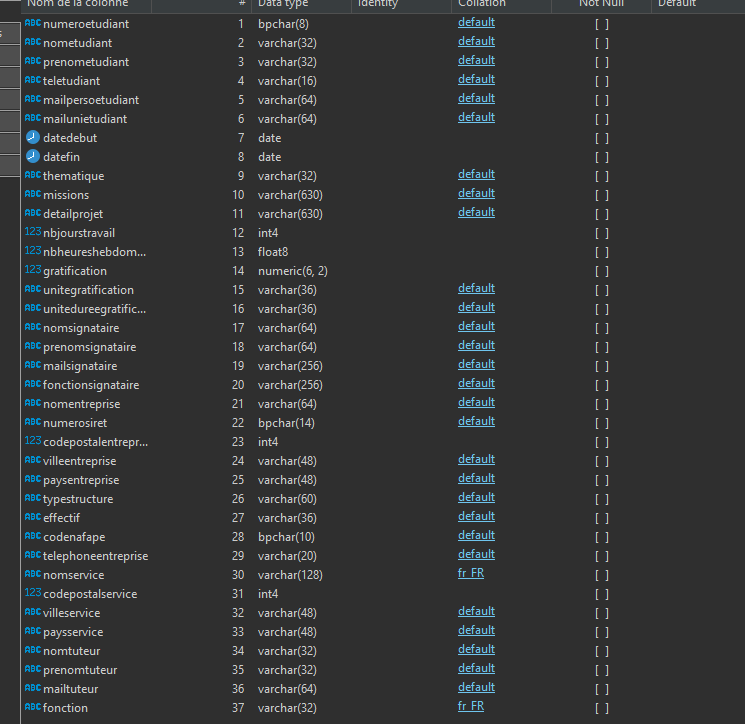 Nom de la colonne # Data type Identity Collation Not Null Default
s
ABC numeroetudiant 1 bpchar(8) default [ ]
ABC nometudiant 2 varchar(32) default [ ]
ABC prenometudiant 3 varchar(32) default [ ]
ABC teletudiant 4 varchar(16) default [ ]
ABC mailpersoetudiant 5 varchar(64) default [ ]
ABC mailunietudiant 6 varchar(64) default [ ]
datedebut 7 date [ ]
datefin 8 date [ ]
ABC thematique 9 varchar(32) default [ ]
ABC missions 10 varchar(630) default [ ]
ABC detailprojet 11 varchar(630) default [ ]
123 nbjourstravail 12 int4 [ ]
123 nbheureshebdom... 13 float8 [ ]
123 gratification 14 numeric(6, 2) [ ]
ABC unitegratification 15 varchar(36) default [ ]
ABC unitedureegratific... 16 varchar(36) default [ ]
ABC nomsignataire 17 varchar(64) default [ ]
ABC prenomsignataire 18 varchar(64) default [ ]
ABC mailsignataire 19 varchar(256) default [ ]
ABC fonctionsignataire 20 varchar(256) default [ ]
ABC nomentreprise 21 varchar(64) default [ ]
ABC numerosiret 22 bpchar(14) default [ ]
123 codepostalentrepr... 23 int4 [ ]
ABC villeentreprise 24 varchar(48) default [ ]
ABC paysentreprise 25 varchar(48) default [ ]
ABC typestructure 26 varchar(60) default [ ]
ABC effectif 27 varchar(36) default [ ]
ABC codenafape 28 bpchar(10) default [ ]
ABC telephoneentreprise 29 varchar(20) default [ ]
ABC nomservice 30 varchar(128) fr_FR [ ]
123 codepostalservice 31 int4 [ ]
ABC villeservice 32 varchar(48) default [ ]
ABC paysservice 33 varchar(48) default [ ]
ABC nomtuteur 34 varchar(32) default [ ]
ABC prenomtuteur 35 varchar(32) default [ ]
ABC mailtuteur 36 varchar(64) default [ ]
ABC fonction 37 varchar(32) fr_FR [ ]